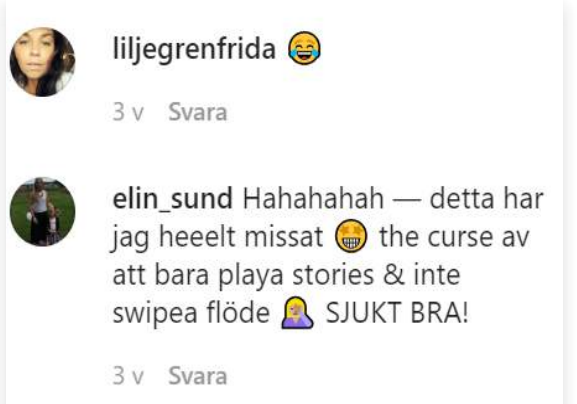 liljegrenfrida 😂
3 v Svara
elin_sund Hahahahah — detta har
jag heeelt missat 🤩 the curse av
att bara playa stories & inte
swipea flöde 🤦🏼‍♀️ SJUKT BRA!
3 v Svara